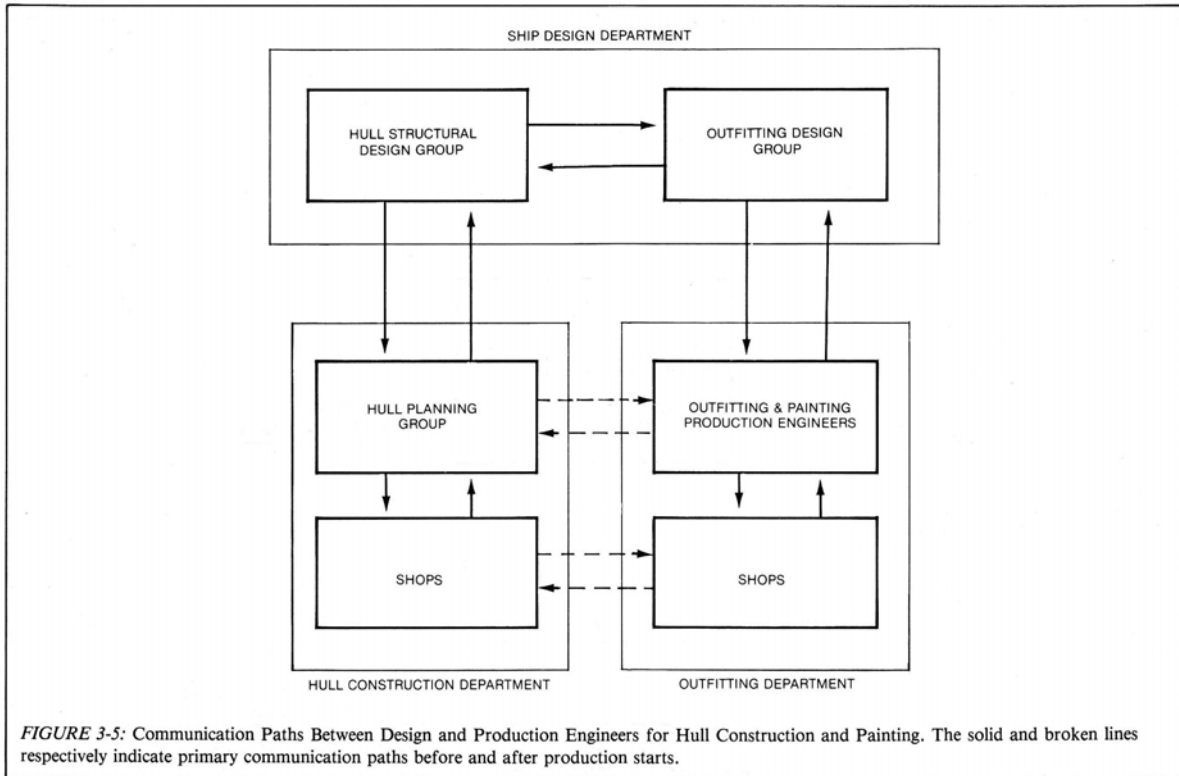 SHIP DESIGN DEPARTMENT
HULL STRUCTURAL
DESIGN GROUP
OUTFITTING DESIGN
GROUP
HULL PLANNING
GROUP
OUTFITTING & PAINTING
PRODUCTION ENGINEERS
SHOPS
SHOPS
HULL CONSTRUCTION DEPARTMENT
OUTFITTING DEPARTMENT
FIGURE 3-5: Communication Paths Between Design and Production Engineers for Hull Construction and Painting. The solid and broken lines
respectively indicate primary communication paths before and after production starts.